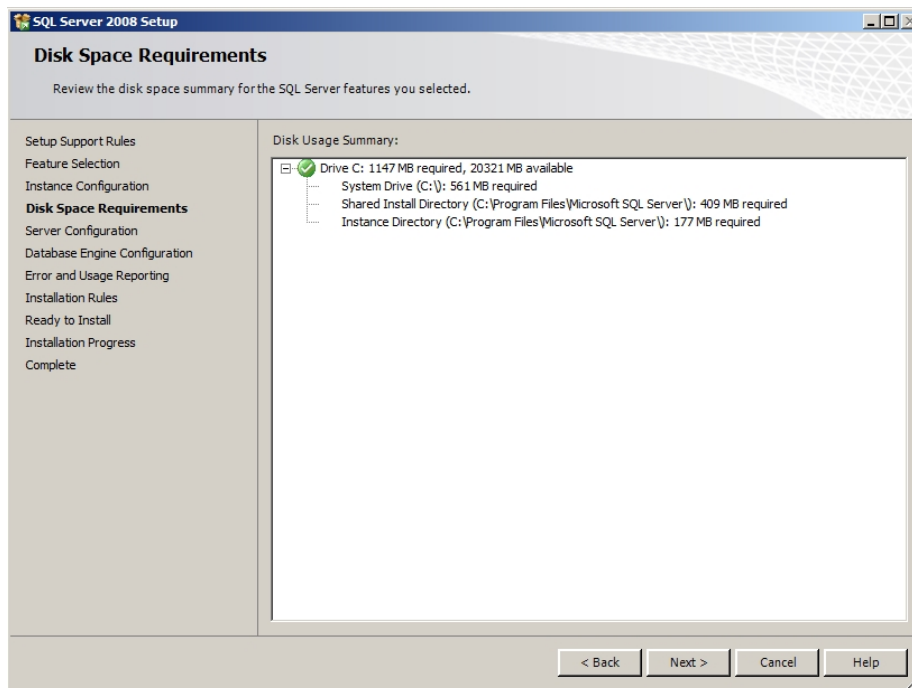 SQL Server 2008 Setup
Disk Space Requirements
Review the disk space summary for the SQL Server features you selected.
Setup Support Rules
Feature Selection
Instance Configuration
Disk Space Requirements
Server Configuration
Database Engine Configuration
Error and Usage Reporting
Installation Rules
Ready to Install
Installation Progress
Complete
Disk Usage Summary:
Drive C: 1147 MB required, 20321 MB available
System Drive (C:\): 561 MB required
Shared Install Directory (C:\Program Files\Microsoft SQL Server\): 409 MB required
Instance Directory (C:\Program Files\Microsoft SQL Server\): 177 MB required
< Back
Next >
Cancel
Help